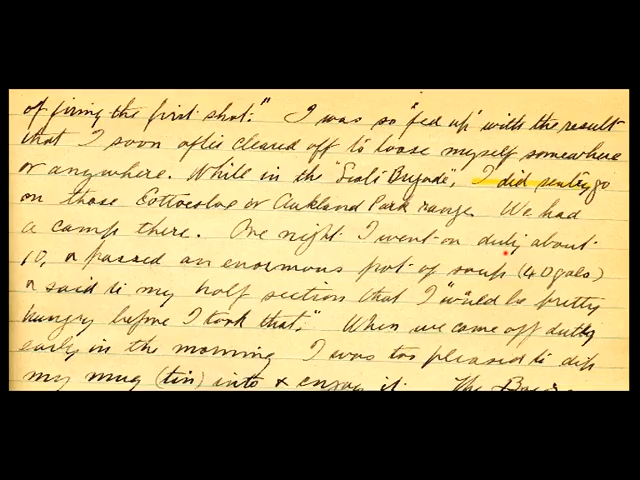 of firing the first shot." I was so "fed up" with the result
that I soon after cleared off to loose myself somewhere
or anywhere. While in the "Scots Brigade", I did sentry go
on those Cottesloe or Aukland Park range. We had
a camp there. One night I went on duty about
10, & passed an enormous pot of soup (40 gals)
& said to my half section that I "would be pretty
hungry before I took that." When we came off duty
early in the morning I was too pleased to dip
my mug (tin) into & enjoy it. The